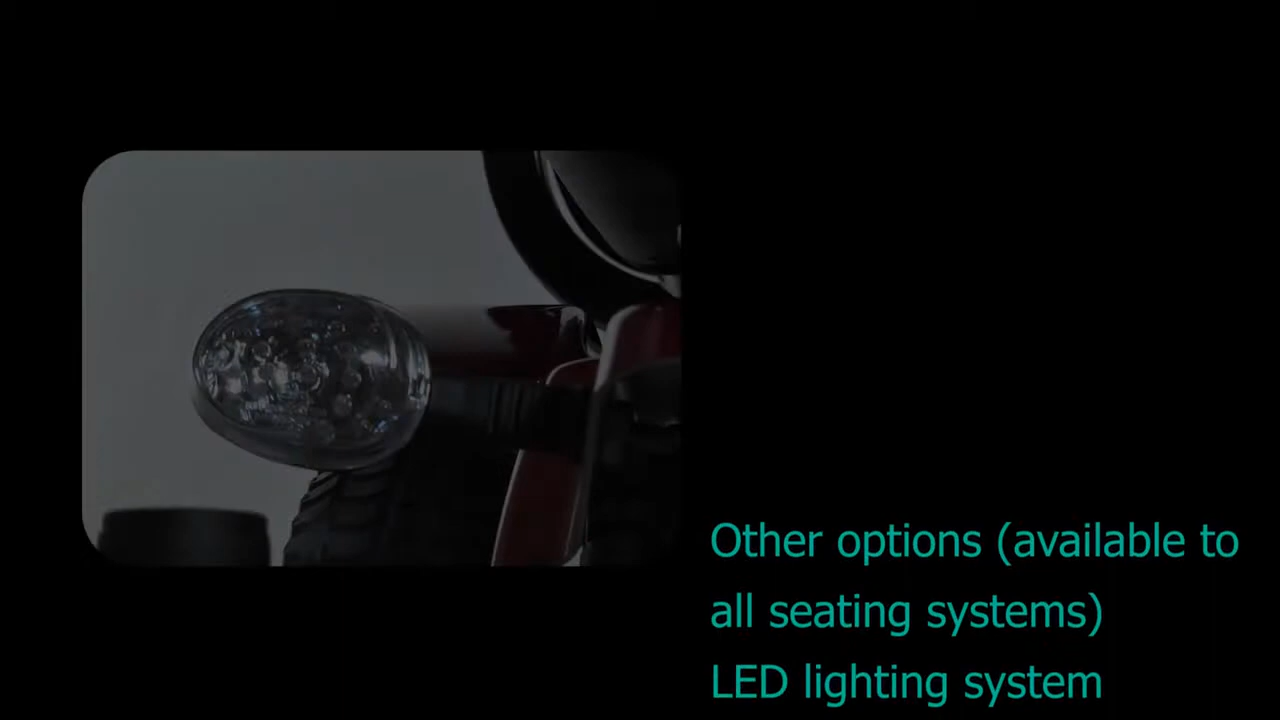 Other options (available to
all seating systems)
LED lighting system